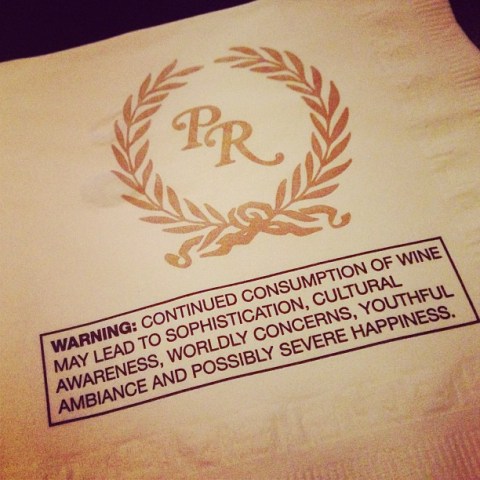 PR
WARNING: CONTINUED CONSUMPTION OF WINE
MAY LEAD TO SOPHISTICATION, CULTURAL
AWARENESS, WORLDLY CONCERNS, YOUTHFUL
AMBIANCE AND POSSIBLY SEVERE HAPPINESS.